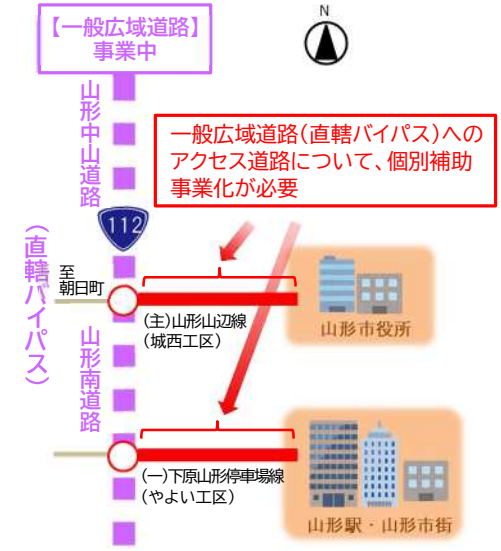 【一般広域道路】
事業中
N
山形中山道路
一般広域道路(直轄バイパス)への
アクセス道路について、個別補助
事業化が必要
112
(直轄バイパス)
至
朝日町
(主)山形山辺線
(城西工区)
山形市役所
山形南道路
(一)下原山形停車場線
(やよい工区)
山形駅・山形市街